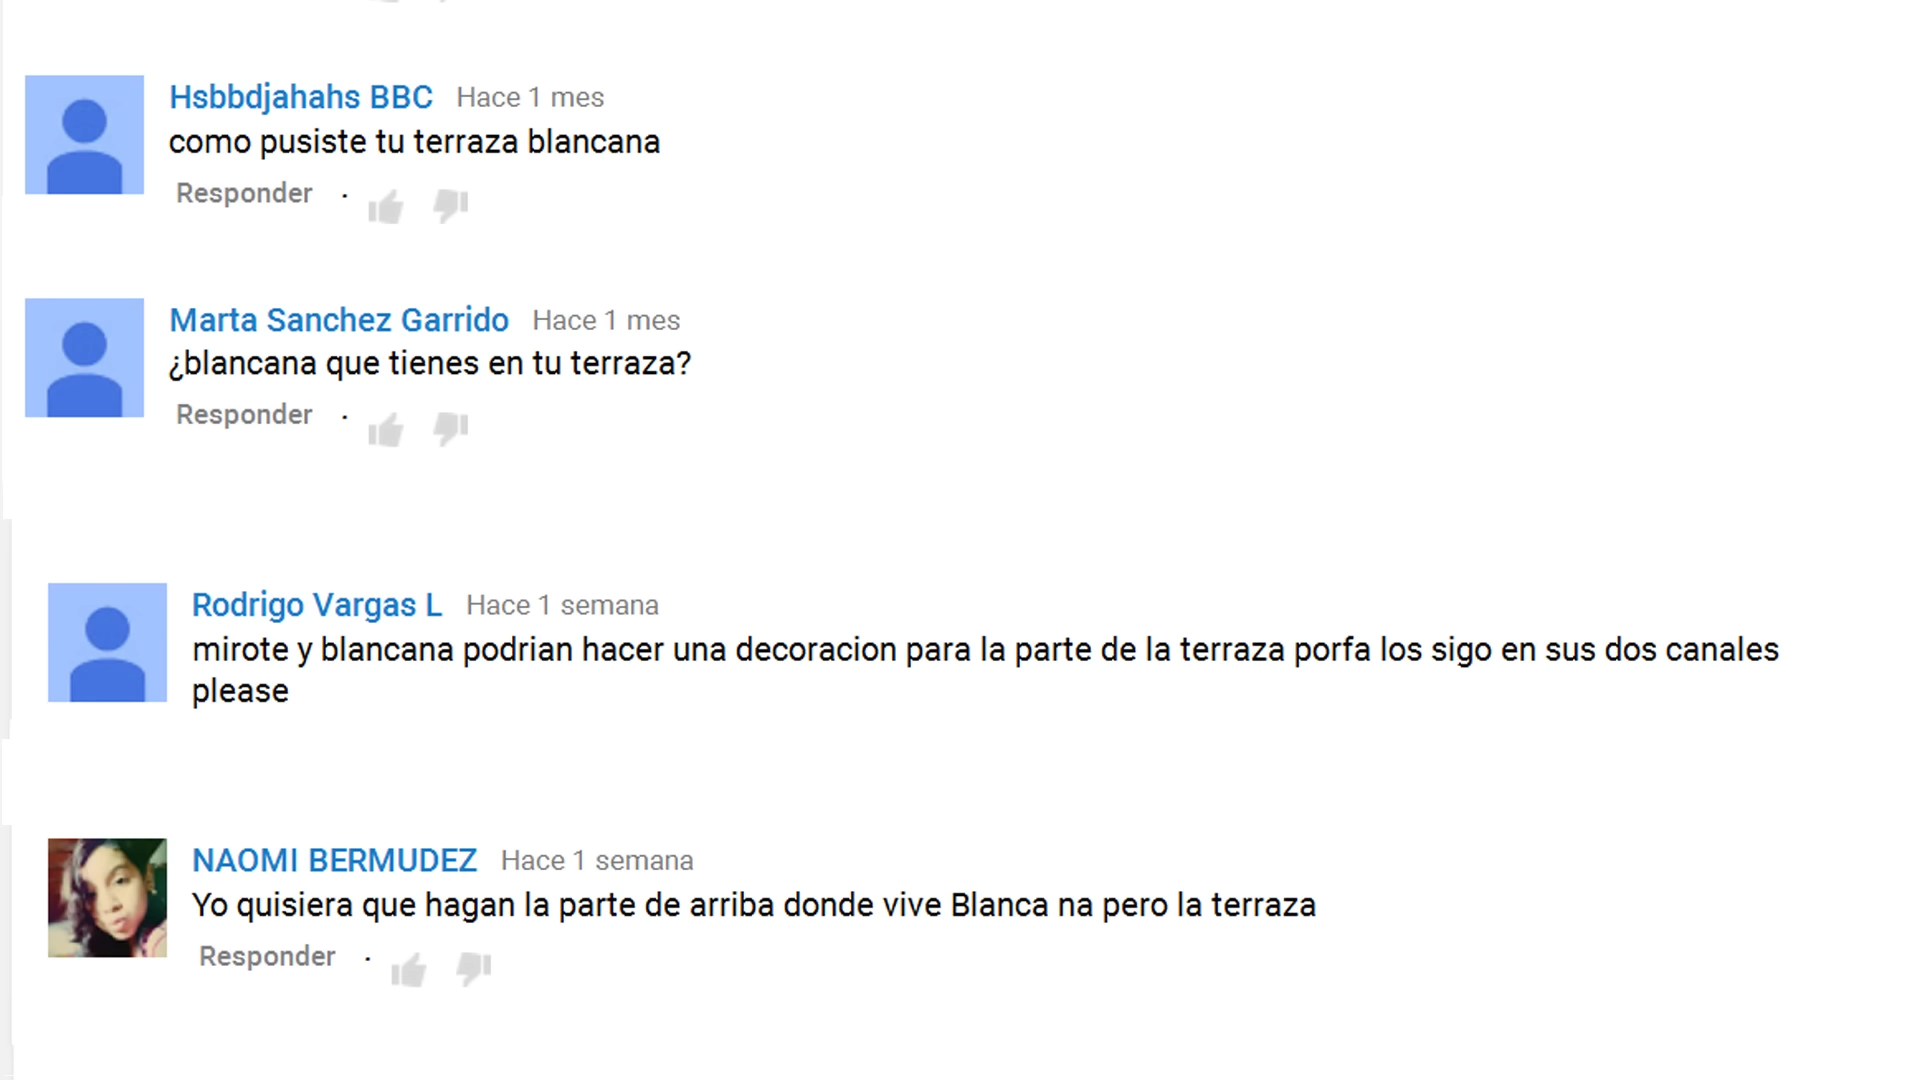 Hsbbdjahahs BBC Hace 1 mes
como pusiste tu terraza blancana
Responder ·
Marta Sanchez Garrido Hace 1 mes
¿blancana que tienes en tu terraza?
Responder ·
Rodrigo Vargas L Hace 1 semana
mirote y blancana podrian hacer una decoracion para la parte de la terraza porfa los sigo en sus dos canales
please
NAOMI BERMUDEZ Hace 1 semana
Yo quisiera que hagan la parte de arriba donde vive Blanca na pero la terraza
Responder ·